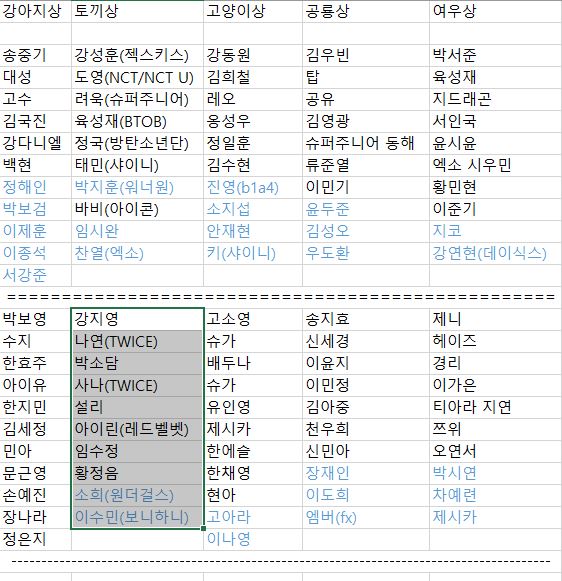 강아지상 토끼상 고양이상 공룡상 여우상
송중기 강성훈(젝스키스) 강동원 김우빈 박서준
대성 도영(NCT/NCT U) 김희철 탑 육성재
고수 려욱(슈퍼주니어) 레오 공유 지드래곤
김국진 육성재(BTOB) 옹성우 김영광 서인국
강다니엘 정국(방탄소년단) 정일훈 슈퍼주니어 동해 윤시윤
백현 태민(샤이니) 김수현 류준열 엑소 시우민
정해인 박지훈(워너원) 진영(b1a4) 이민기 황민현
박보검 바비(아이콘) 소지섭 윤두준 이준기
이제훈 임시완 안재현 김성오 지코
이종석 찬열(엑소) 키(샤이니) 우도환 강연현(데이식스)
서강준
==================================================
박보영 강지영 고소영 송지효 제니
수지 나연(TWICE) 슈가 신세경 헤이즈
한효주 박소담 배두나 이윤지 경리
아이유 사나(TWICE) 슈가 이민정 이가은
한지민 설리 유인영 김아중 티아라 지연
김세정 아이린(레드벨벳) 제시카 천우희 쯔위
민아 임수정 한예슬 신민아 오연서
문근영 황정음 한채영 장재인 박시연
손예진 소희(원더걸스) 현아 이도희 차예련
장나라 이수민(보니하니) 고아라 엠버(fx) 제시카
정은지 이나영
--------------------------------------------------